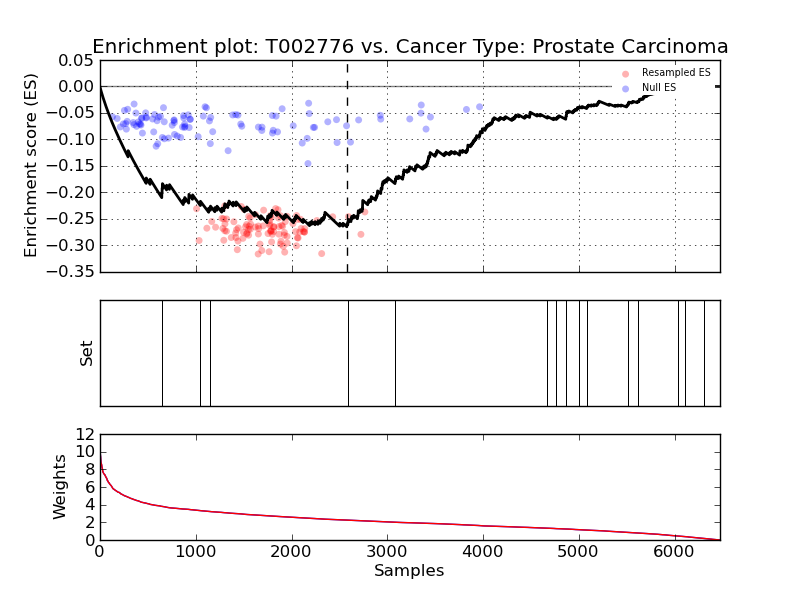 Enrichment plot: T002776 vs. Cancer Type: Prostate Carcinoma
Enrichment score (ES)
0.05
0.00
−0.05
−0.10
−0.15
−0.20
−0.25
−0.30
−0.35
Resampled ES
Null ES
Set
Weights
12
10
8
6
4
2
0
0 1000 2000 3000 4000 5000 6000
Samples